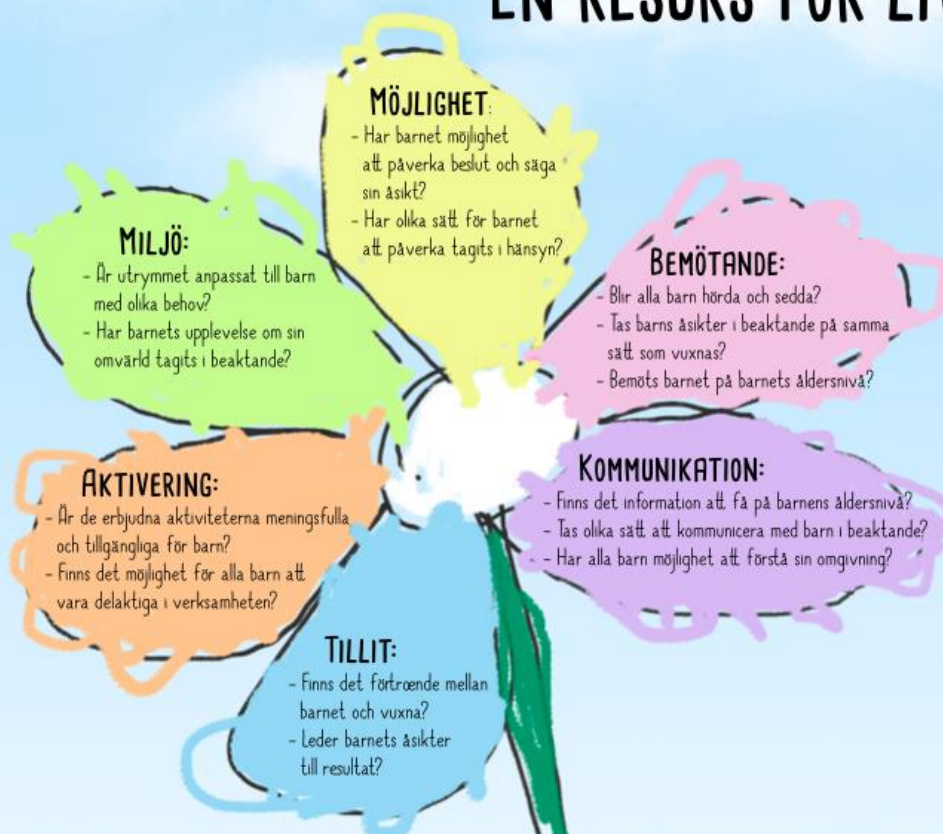 EN RESURS FÖR
MÖJLIGHET:
- Har barnet möjlighet
att påverka beslut och säga
sin åsikt?
- Har olika sätt för barnet
att påverka tagits i hänsyn?
MILJÖ:
- Är utrymmet anpassat till barn
med olika behov?
- Har barnets upplevelse om sin
omvärld tagits i beaktande?
BEMÖTANDE:
- Blir alla barn hörda och sedda?
- Tas barns åsikter i beaktande på samma
sätt som vuxnas?
- Bemöts barnet på barnets åldersnivå?
AKTIVERING:
- Är de erbjudna aktiviteterna meningsfulla
och tillgängliga för barn?
- Finns det möjlighet för alla barn att
vara delaktiga i verksamheten?
KOMMUNIKATION:
- Finns det information att få på barnens åldersnivå?
- Tas olika sätt att kommunicera med barn i beaktande?
- Har alla barn möjlighet att förstå sin omgivning?
TILLIT:
- Finns det förtroende mellan
barnet och vuxna?
- Leder barnets åsikter
till resultat?